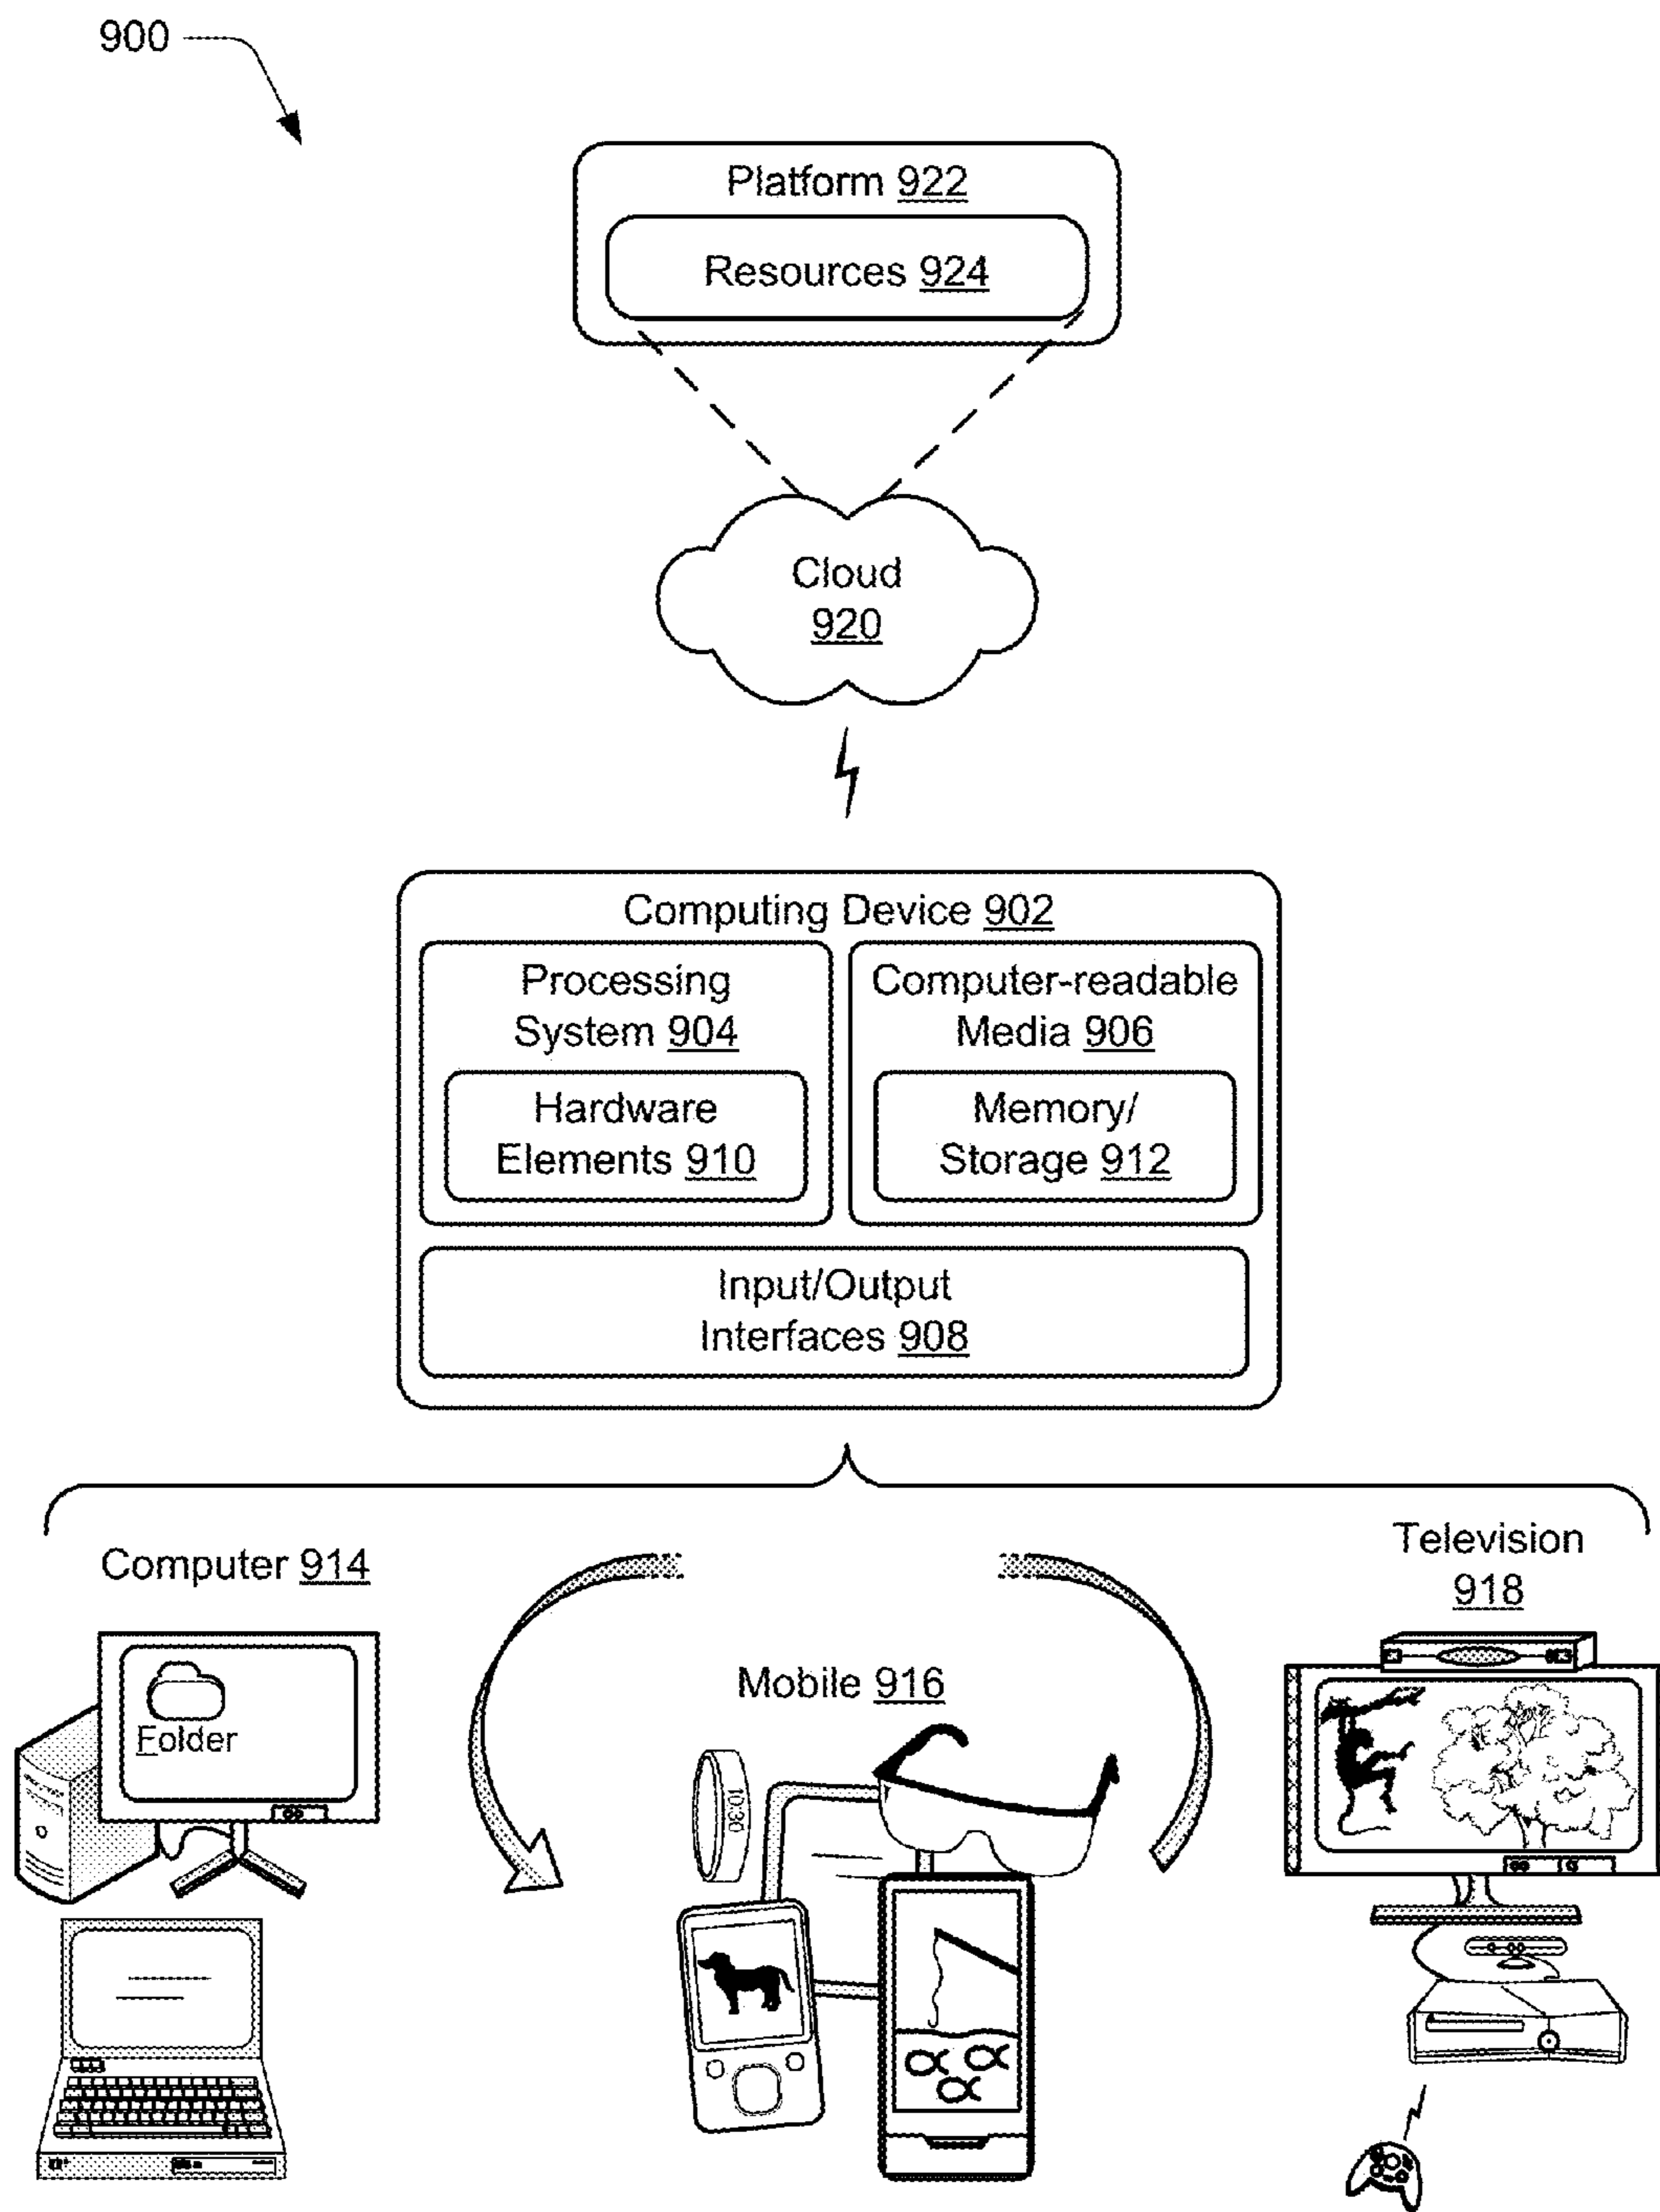 900
Platform 922
Resources 924
Cloud
920
Computing Device 902
Processing
System 904
Hardware
Elements 910
Computer-readable
Media 906
Memory/
Storage 912
Input/Output
Interfaces 908
Computer 914
Folder
Mobile 916
10:30
Television
918